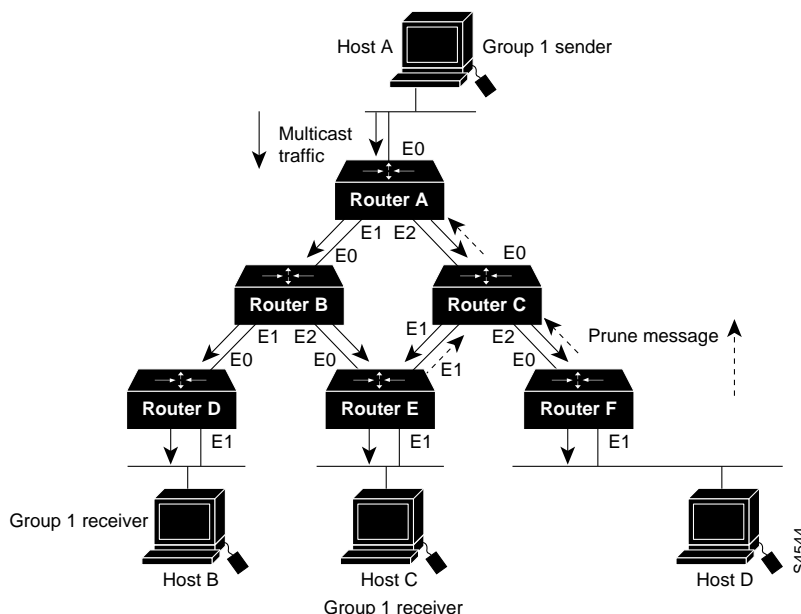 Host A
Group 1 sender
Multicast
traffic
E0
Router A
E1
E2
E0
E0
Router B
Router C
E1
E2
E1
E2
Prune message
E0
E0
E1
E0
Router D
Router E
Router F
E1
E1
E1
Group 1 receiver
Host B
Host C
Host D
Group 1 receiver
S4544